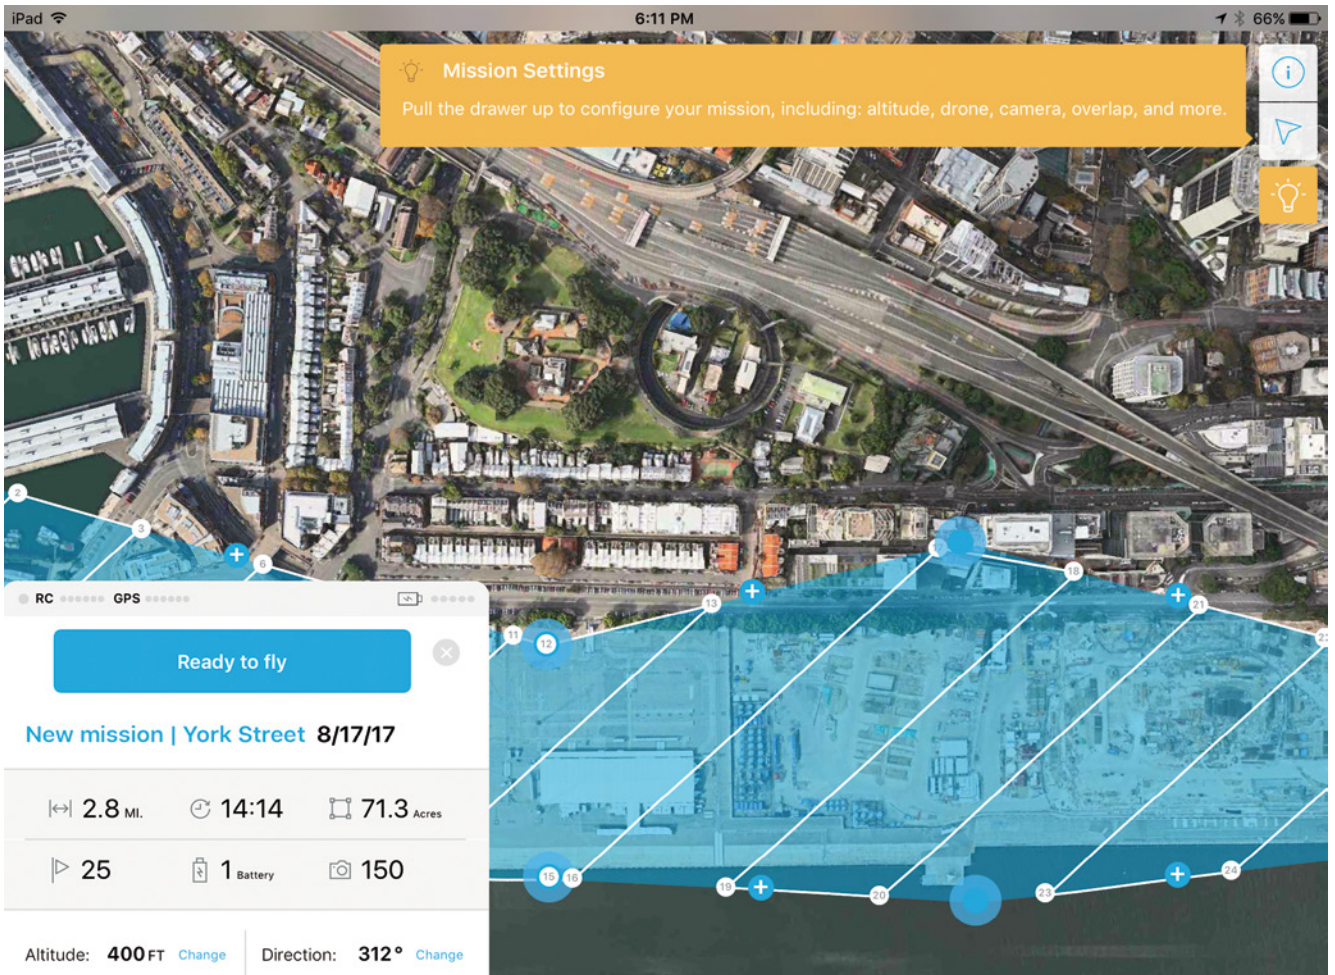 iPad 6:11 PM 66%
Mission Settings
Pull the drawer up to configure your mission, including: altitude, drone, camera, overlap, and more.
i
2
3
6
18
13
21
11
12
RC GPS
Ready to fly
New mission | York Street 8/17/17
2.8 MI. 14:14 71.3 Acres
25 1 Battery 150
15 16 19 20 23 24
Altitude: 400 FT Change Direction: 312° Change